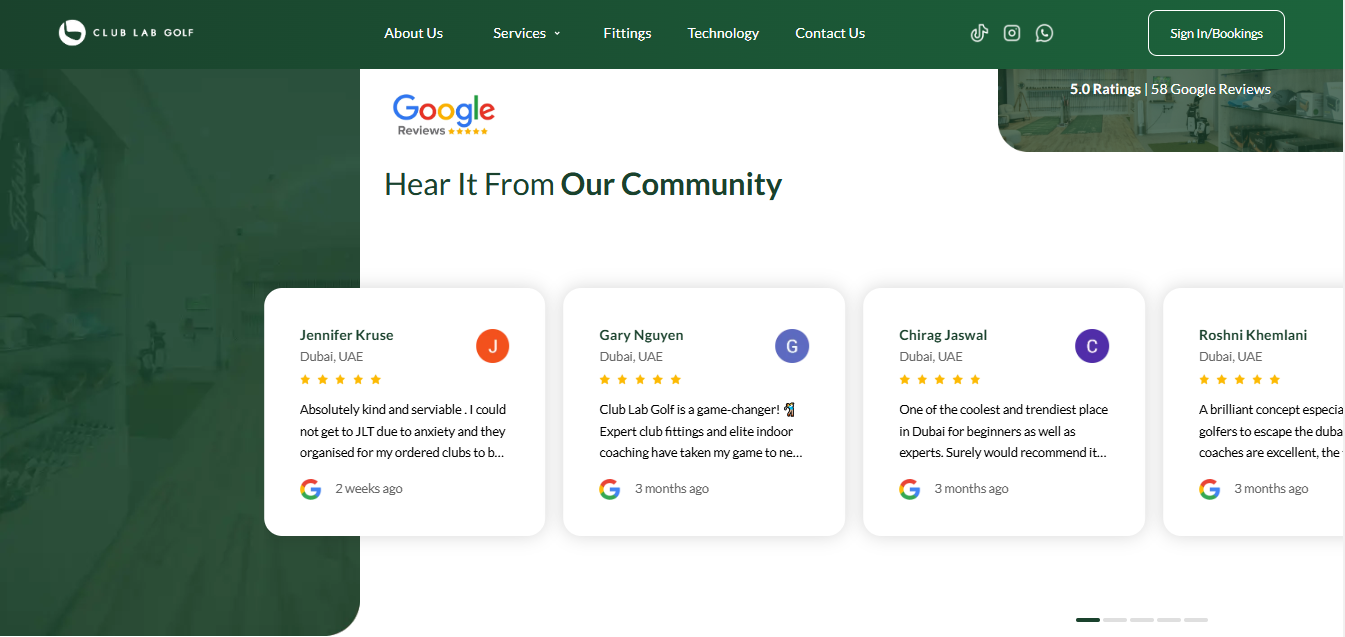 CLUB LAB GOLF
About Us
Services
Fittings
Technology
Contact Us
Sign In/Bookings
5.0 Ratings | 58 Google Reviews
Google
Reviews
Hear It From Our Community
Jennifer Kruse
J
Dubai, UAE
Absolutely kind and serviable . I could
not get to JLT due to anxiety and they
organised for my ordered clubs to b...
2 weeks ago
Gary Nguyen
G
Dubai, UAE
Club Lab Golf is a game-changer! 🏌
Expert club fittings and elite indoor
coaching have taken my game to ne...
3 months ago
Chirag Jaswal
C
Dubai, UAE
One of the coolest and trendiest place
in Dubai for beginners as well as
experts. Surely would recommend it...
3 months ago
Roshni Khemlani
Dubai, UAE
A brilliant concept especia
golfers to escape the duba
coaches are excellent, the
3 months ago